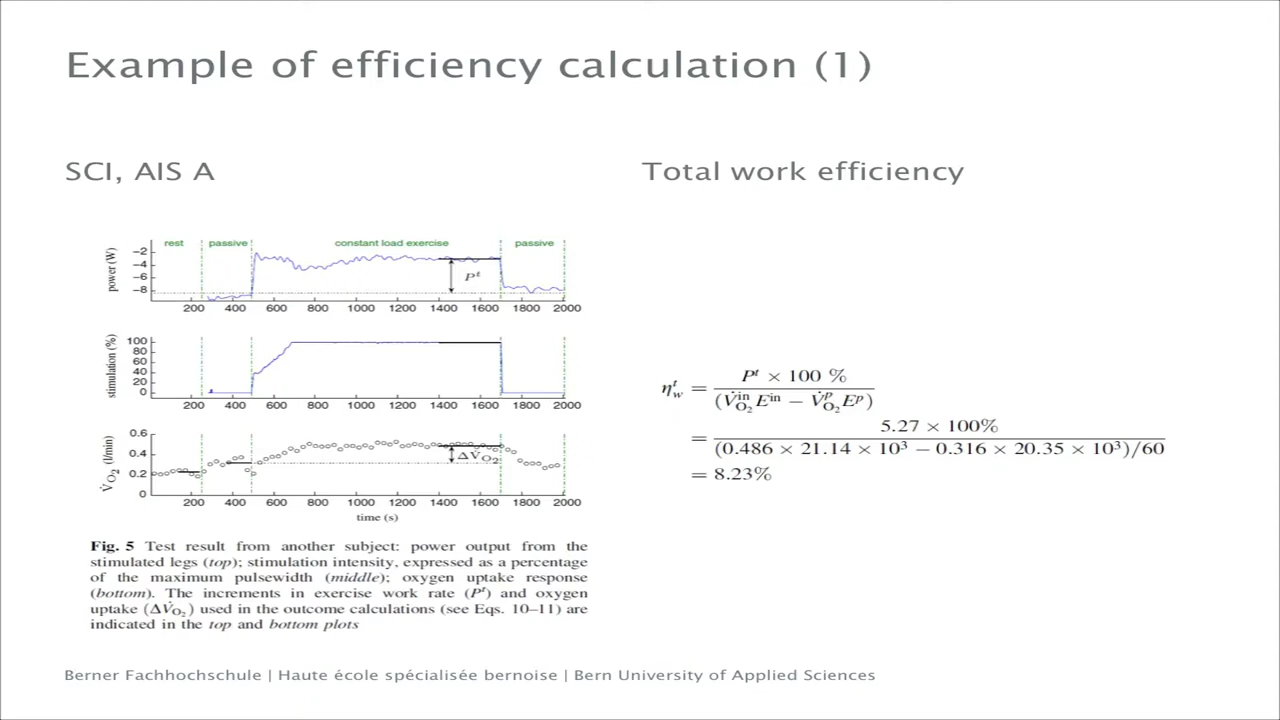 Example of efficiency calculation (1)
SCI, AIS A
Total work efficiency
rest passive constant load exercise passive
power (W)
−2
−4
−6
−8
P^t
200 400 600 800 1000 1200 1400 1600 1800 2000
stimulation (%)
100
80
60
40
20
0
200 400 600 800 1000 1200 1400 1600 1800 2000
V̇O₂ (l/min)
0.6
0.4
0.2
0
ΔV̇O₂
200 400 600 800 1000 1200 1400 1600 1800 2000
time (s)
Fig. 5 Test result from another subject: power output from the
stimulated legs (top); stimulation intensity, expressed as a percentage
of the maximum pulsewidth (middle); oxygen uptake response
(bottom). The increments in exercise work rate (P^t) and oxygen
uptake (ΔV̇O₂) used in the outcome calculations (see Eqs. 10–11) are
indicated in the top and bottom plots
η_w^t = P^t × 100 % / (V̇_O₂^in E^in − V̇_O₂^p E^p)
= 5.27 × 100% / (0.486 × 21.14 × 10³ − 0.316 × 20.35 × 10³)/60
= 8.23%
Berner Fachhochschule | Haute école spécialisée bernoise | Bern University of Applied Sciences